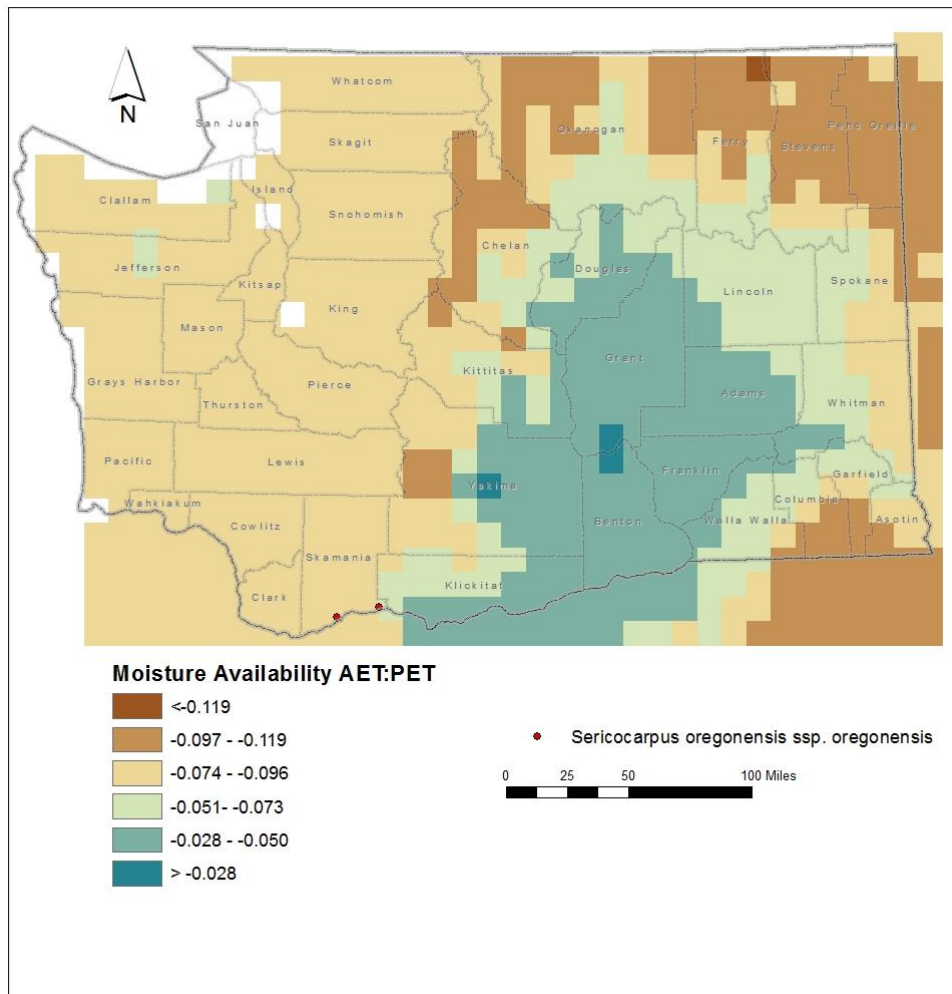 N
Whatcom
San Juan
Skagit
Okanogan
Ferry
Stevens
Pend Oreille
Island
Clallam
Snohomish
Chelan
Jefferson
Kitsap
Douglas
Lincoln
Spokane
King
Mason
Grant
Kittitas
Grays Harbor
Pierce
Thurston
Adams
Whitman
Pacific
Lewis
Yakima
Franklin
Garfield
Wahkiakum
Columbia
Cowlitz
Benton
Walla Walla
Asotin
Skamania
Klickitat
Clark
Moisture Availability AET:PET
<-0.119
-0.097 - -0.119
-0.074 - -0.096
-0.051- -0.073
-0.028 - -0.050
> -0.028
Sericocarpus oregonensis ssp. oregonensis
0 25 50 100 Miles